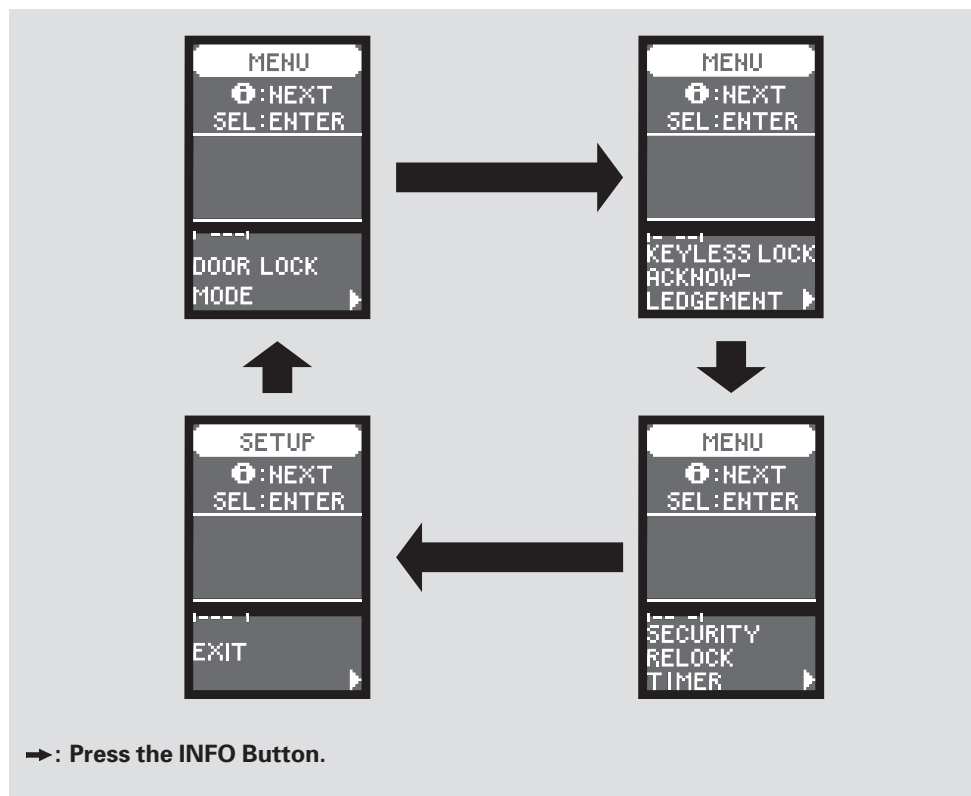 MENU
i:NEXT
SEL:ENTER
DOOR LOCK
MODE
MENU
i:NEXT
SEL:ENTER
KEYLESS LOCK
ACKNOW-
LEDGEMENT
SETUP
i:NEXT
SEL:ENTER
EXIT
MENU
i:NEXT
SEL:ENTER
SECURITY
RELOCK
TIMER
: Press the INFO Button.